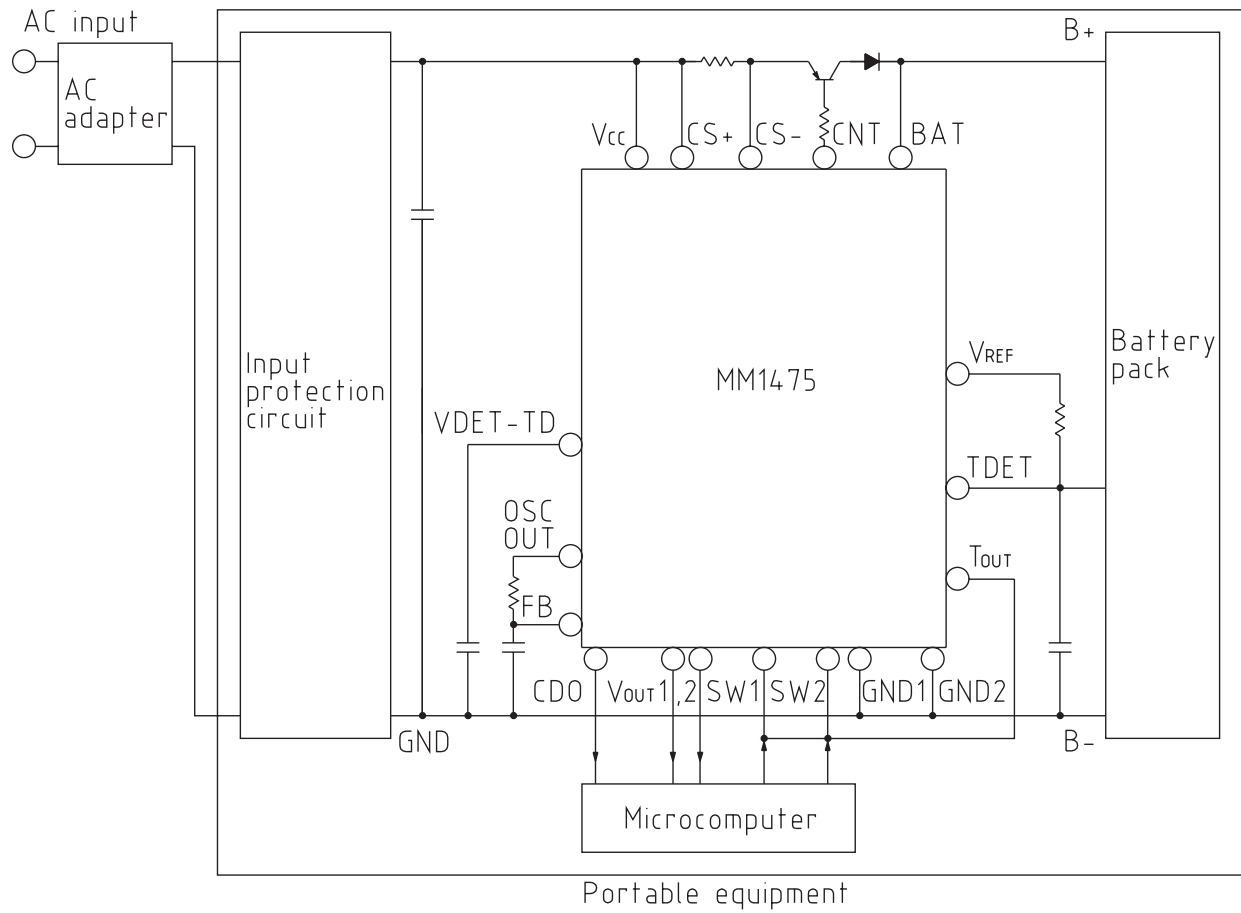 AC input
AC
adapter
B+
Vcc
CS+
CS-
CNT
BAT
Input
protection
circuit
MM1475
VREF
Battery
pack
VDET-TD
TDET
OSC
OUT
TOUT
FB
CDO
VOUT1,2
SW1
SW2
GND1
GND2
GND
B-
Microcomputer
Portable equipment